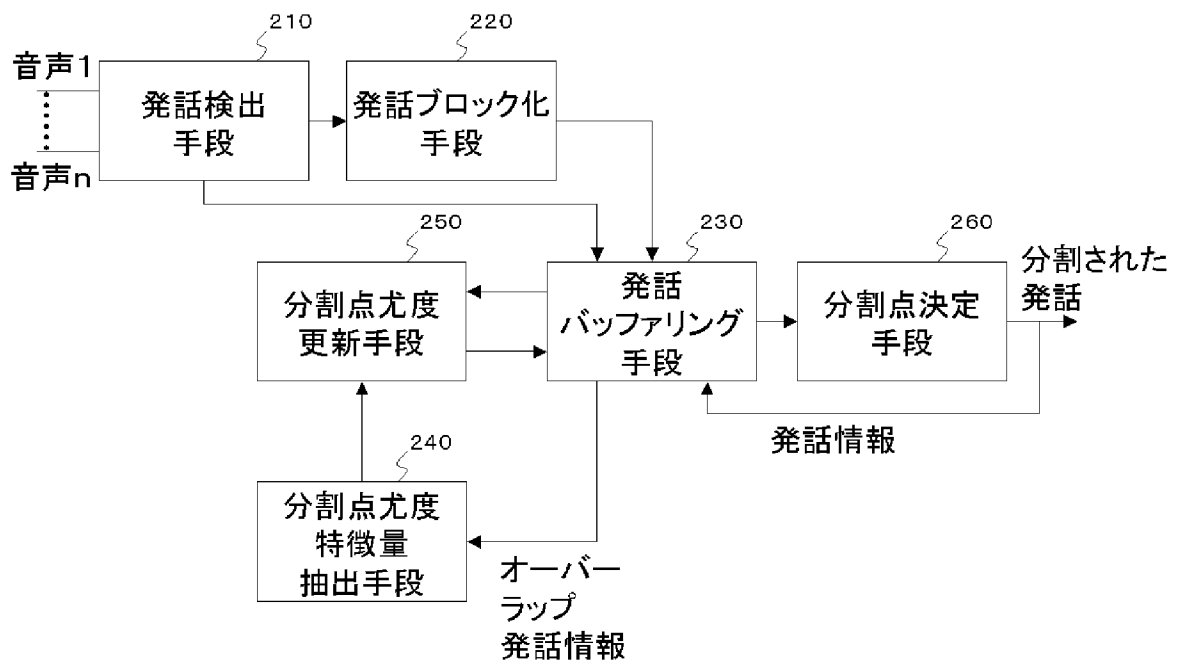 210
220
音声1
発話検出
手段
発話ブロック化
手段
音声n
250
230
260
分割点尤度
更新手段
発話
バッファリング
手段
分割点決定
手段
分割された
発話
発話情報
240
分割点尤度
特徴量
抽出手段
オーバー
ラップ
発話情報